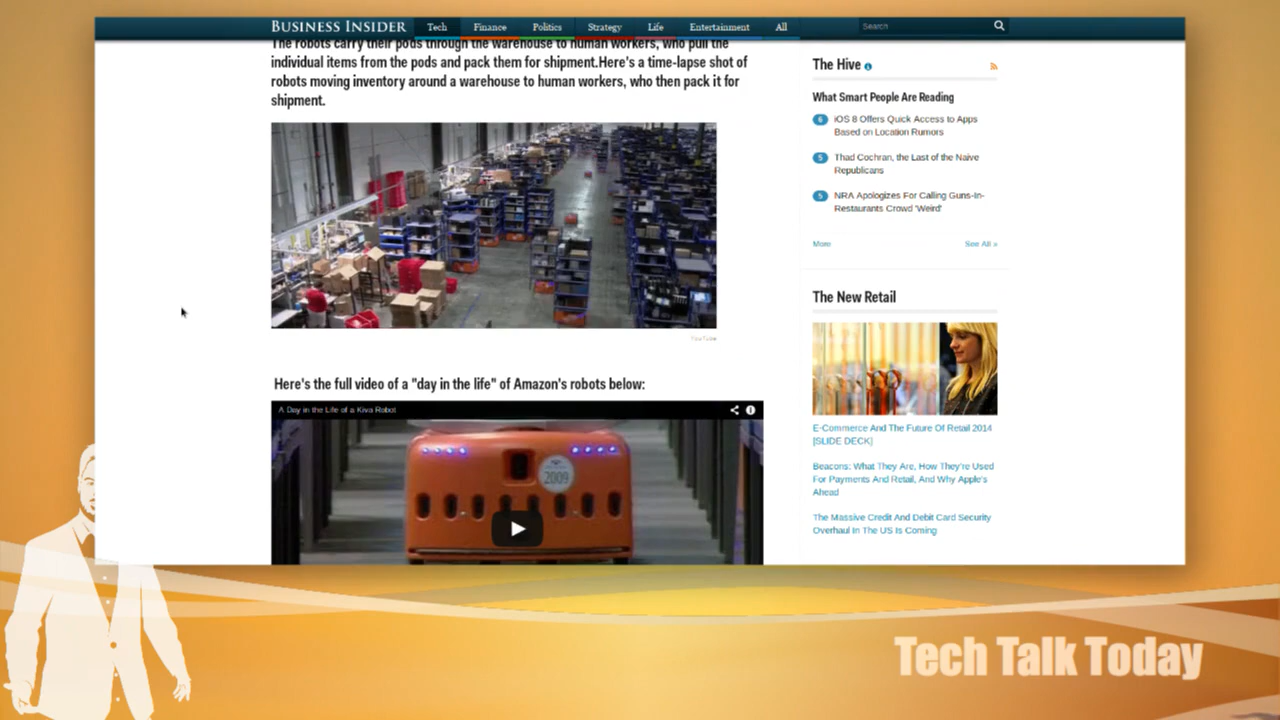 BUSINESS INSIDER Tech Finance Politics Strategy Life Entertainment All Search
The robots carry their pods through the warehouse to human workers, who pull the
individual items from the pods and pack them for shipment.Here's a time-lapse shot of
robots moving inventory around a warehouse to human workers, who then pack it for
shipment.
YouTube
Here's the full video of a "day in the life" of Amazon's robots below:
A Day in the Life of a Kiva Robot
2009
The Hive
What Smart People Are Reading
6 iOS 8 Offers Quick Access to Apps
Based on Location Rumors
5 Thad Cochran, the Last of the Naive
Republicans
5 NRA Apologizes For Calling Guns-In-
Restaurants Crowd 'Weird'
More See All »
The New Retail
E-Commerce And The Future Of Retail 2014
[SLIDE DECK]
Beacons: What They Are, How They're Used
For Payments And Retail, And Why Apple's
Ahead
The Massive Credit And Debit Card Security
Overhaul In The US Is Coming
Tech Talk Today